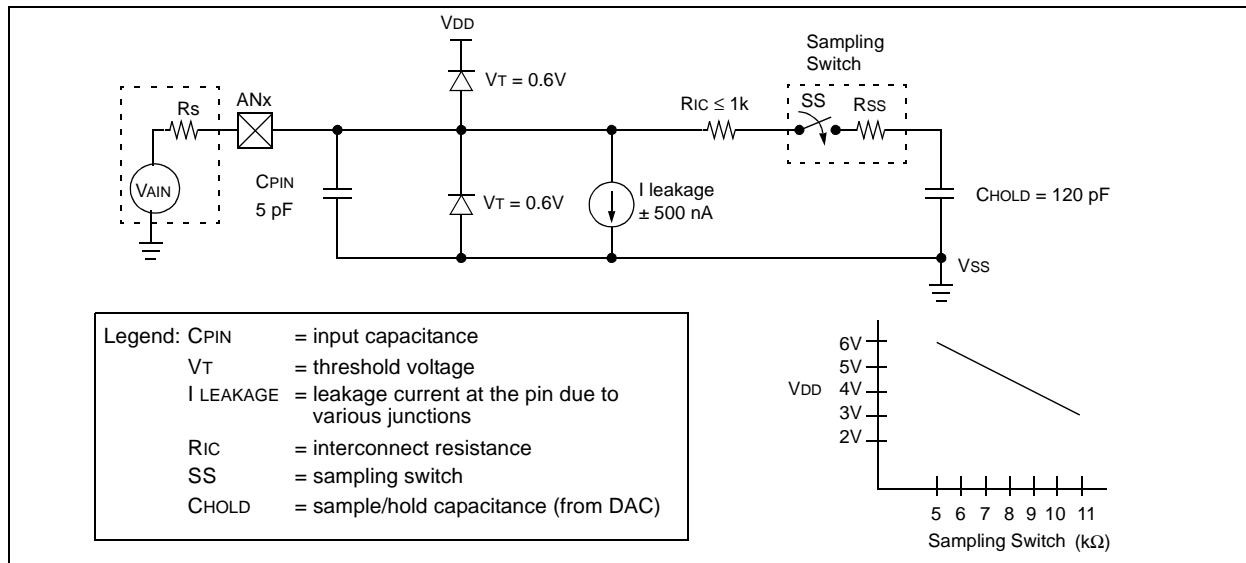 VDD
Sampling
Switch
VT = 0.6V
Rs
ANx
RIC ≤ 1k
SS
RSS
VAIN
CPIN
5 pF
VT = 0.6V
I leakage
± 500 nA
CHOLD = 120 pF
VSS
Legend: CPIN = input capacitance
VT = threshold voltage
I LEAKAGE = leakage current at the pin due to
various junctions
RIC = interconnect resistance
SS = sampling switch
CHOLD = sample/hold capacitance (from DAC)
6V
5V
VDD 4V
3V
2V
5 6 7 8 9 10 11
Sampling Switch (kΩ)